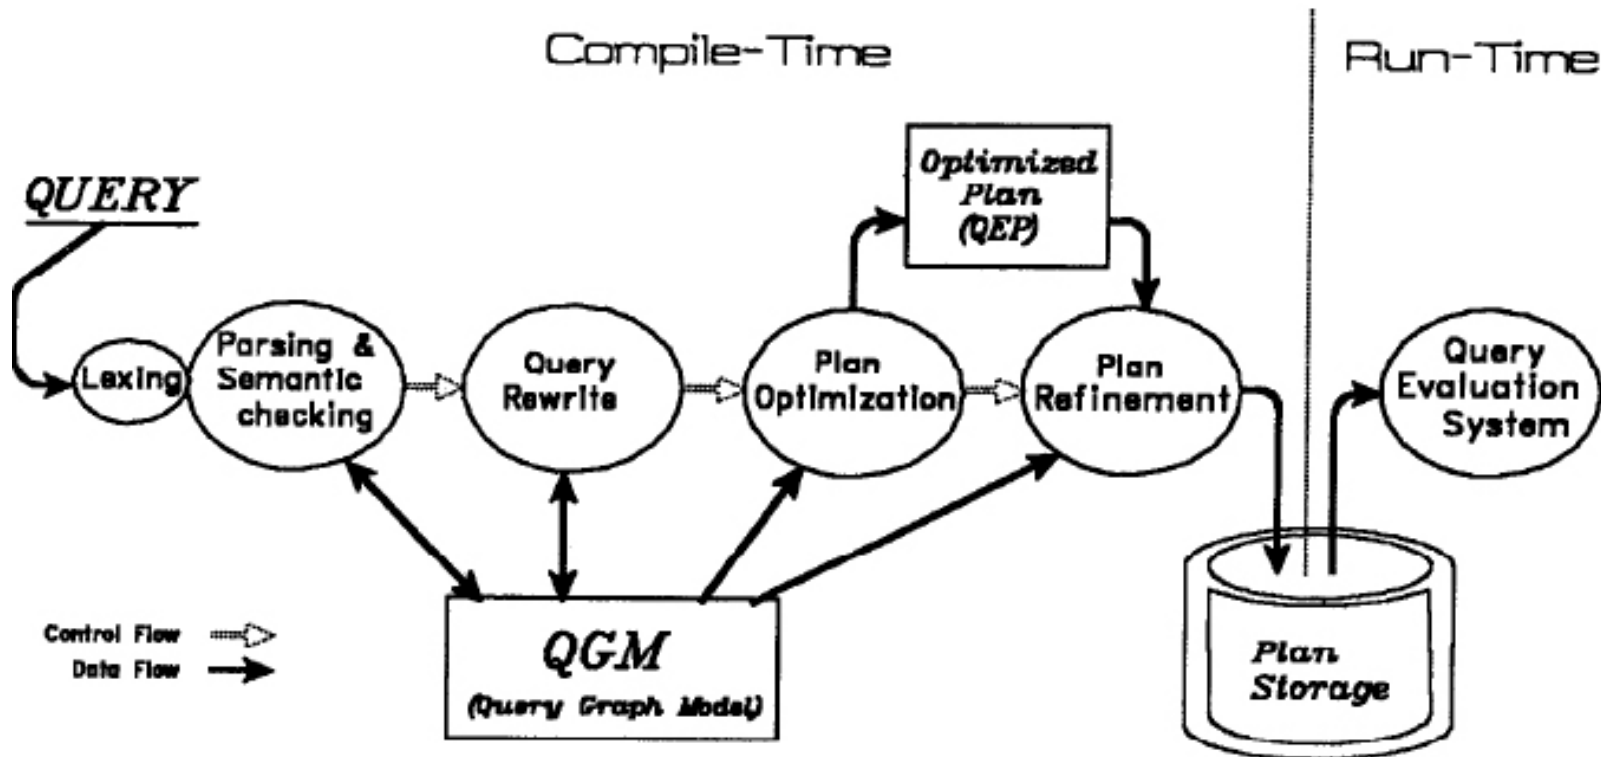 Compile-Time
Run-Time
QUERY
Optimized
Plan
(QEP)
Lexing
Parsing &
Semantic
checking
Query
Rewrite
Plan
Optimization
Plan
Refinement
Query
Evaluation
System
Control Flow
Data Flow
QGM
(Query Graph Model)
Plan
Storage